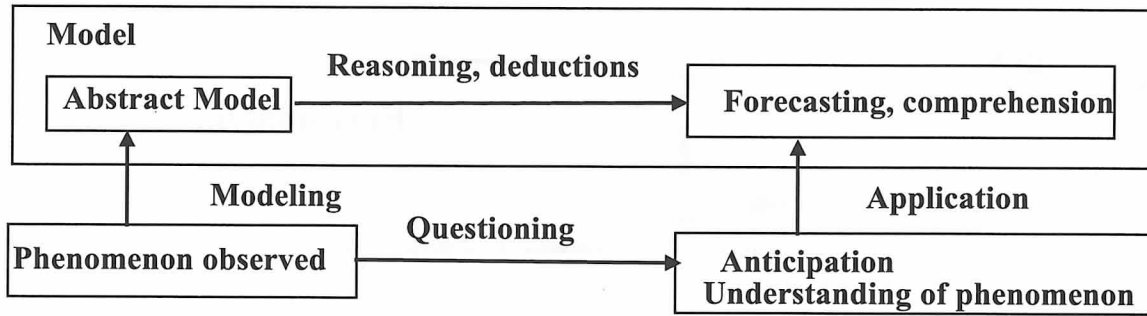 Model
Reasoning, deductions
Abstract Model
Forecasting, comprehension
Modeling
Application
Questioning
Phenomenon observed
Anticipation
Understanding of phenomenon